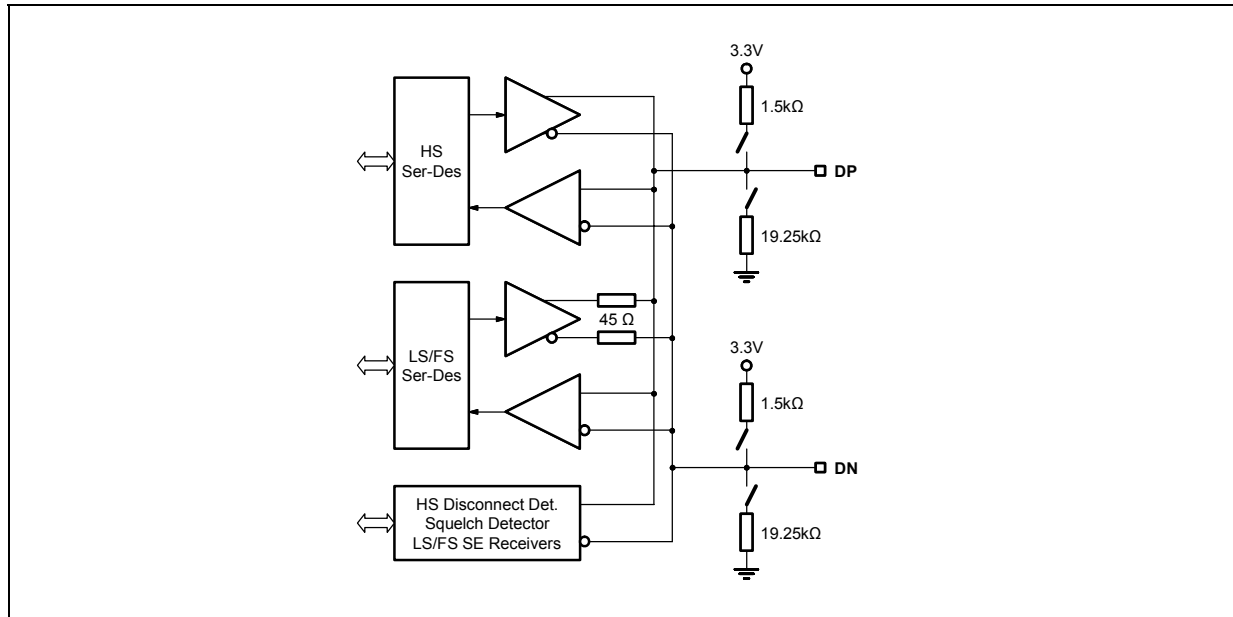 HS
Ser-Des
LS/FS
Ser-Des
45 Ω
HS Disconnect Det.
Squelch Detector
LS/FS SE Receivers
3.3V
1.5kΩ
DP
19.25kΩ
3.3V
1.5kΩ
DN
19.25kΩ